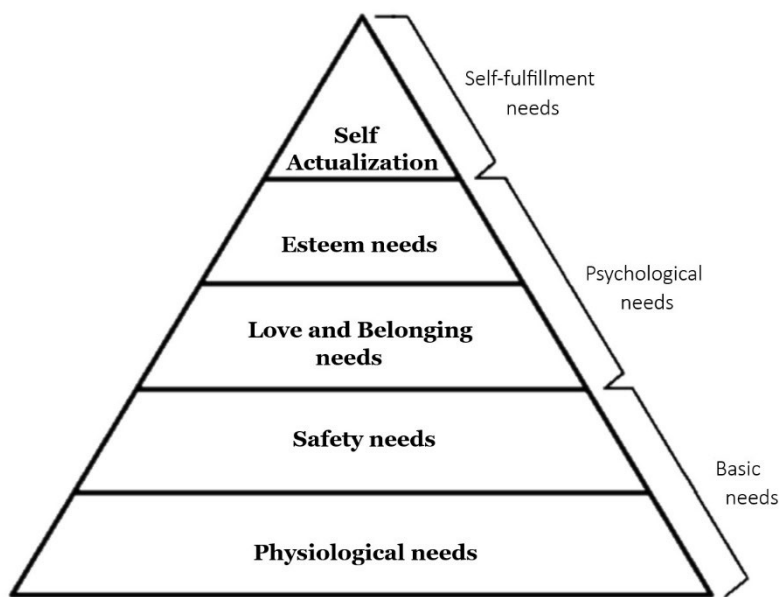 Self-fulfillment
needs
Self
Actualization
Esteem needs
Psychological
needs
Love and Belonging
needs
Safety needs
Basic
needs
Physiological needs